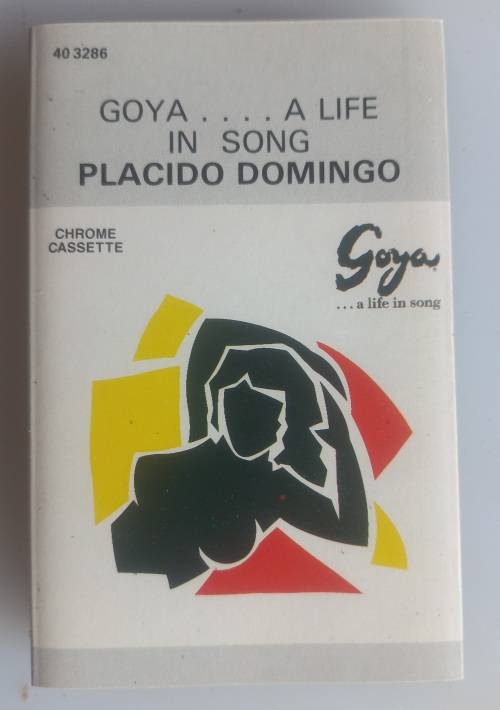 40 3286
GOYA . . . . A LIFE
IN SONG
PLACIDO DOMINGO
CHROME
CASSETTE
Goya
...a life in song